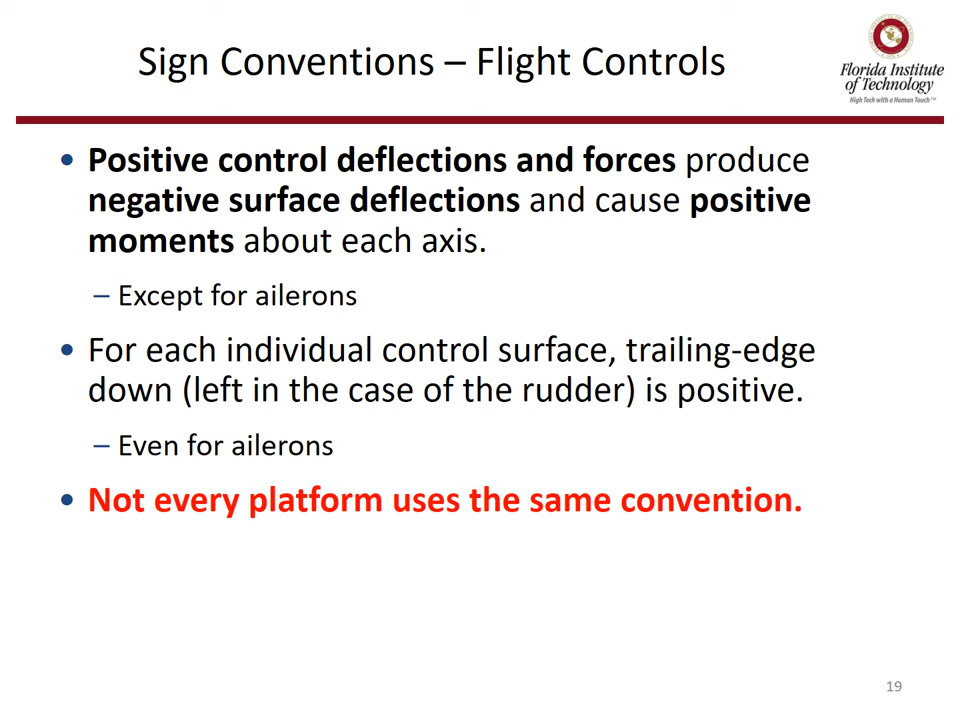 Sign Conventions – Flight Controls
Florida Institute
of Technology
High Tech with a Human Touch™
• Positive control deflections and forces produce
negative surface deflections and cause positive
moments about each axis.
– Except for ailerons
• For each individual control surface, trailing-edge
down (left in the case of the rudder) is positive.
– Even for ailerons
• Not every platform uses the same convention.
19